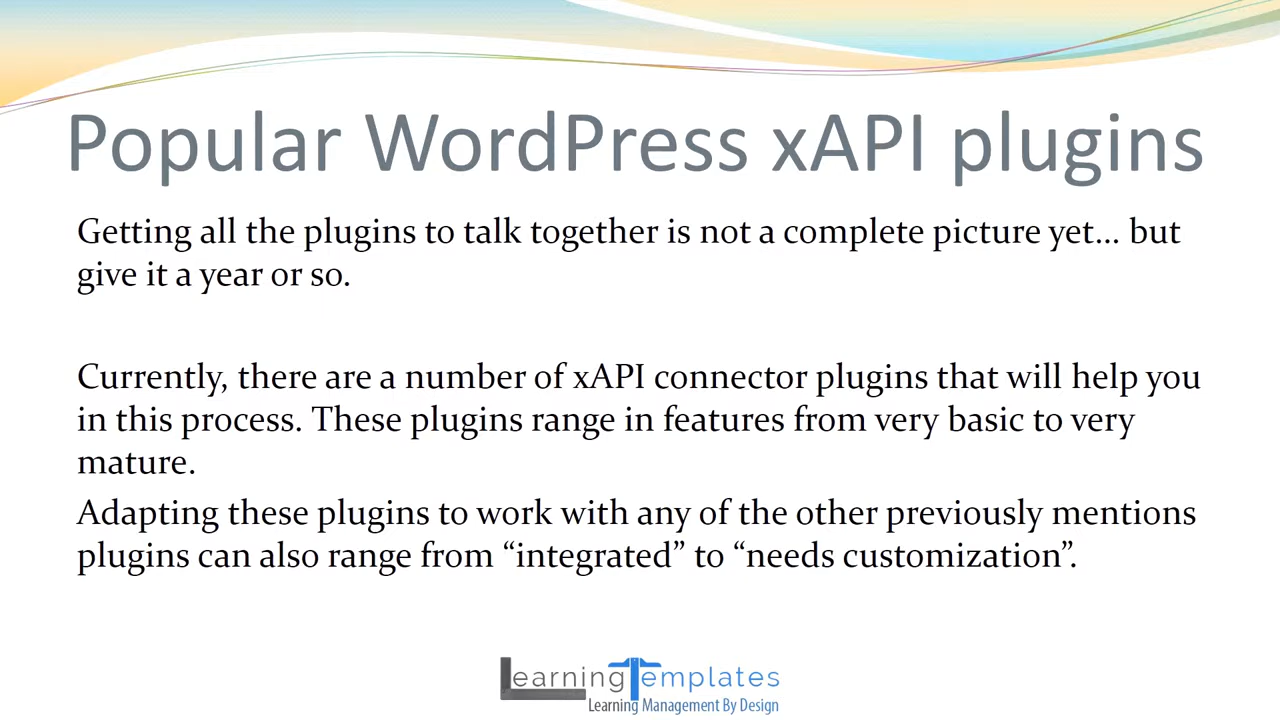 Popular WordPress xAPI plugins
Getting all the plugins to talk together is not a complete picture yet... but
give it a year or so.
Currently, there are a number of xAPI connector plugins that will help you
in this process. These plugins range in features from very basic to very
mature.
Adapting these plugins to work with any of the other previously mentions
plugins can also range from “integrated” to “needs customization”.
LearningTemplates
Learning Management By Design